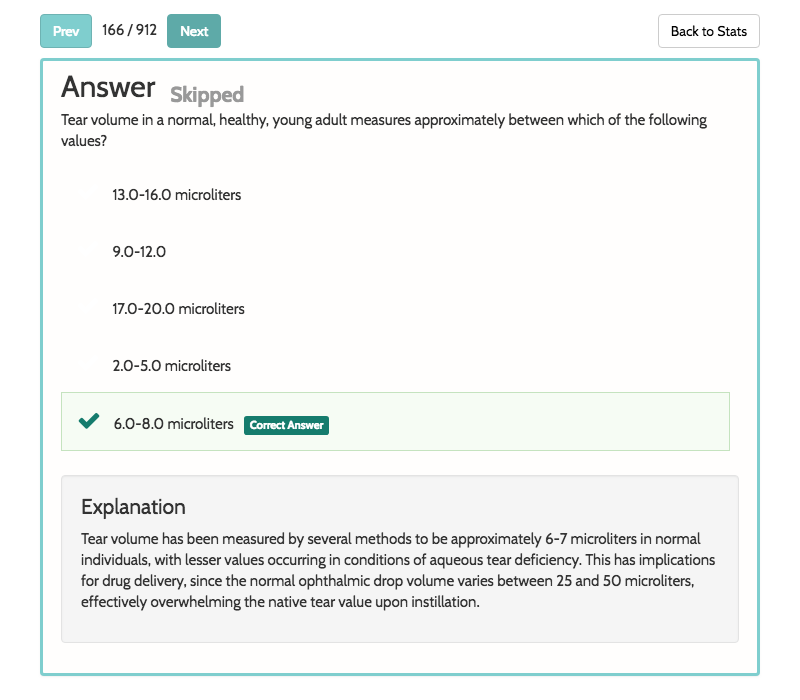 Prev 166 / 912 Next Back to Stats
Answer Skipped
Tear volume in a normal, healthy, young adult measures approximately between which of the following
values?
13.0-16.0 microliters
9.0-12.0
17.0-20.0 microliters
2.0-5.0 microliters
6.0-8.0 microliters Correct Answer
Explanation
Tear volume has been measured by several methods to be approximately 6-7 microliters in normal
individuals, with lesser values occurring in conditions of aqueous tear deficiency. This has implications
for drug delivery, since the normal ophthalmic drop volume varies between 25 and 50 microliters,
effectively overwhelming the native tear value upon instillation.